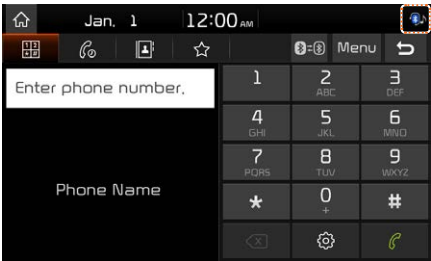 Jan. 1 12:00 AM
Menu
Enter phone number.
Phone Name
1 2 ABC 3 DEF
4 GHI 5 JKL 6 MNO
7 PQRS 8 TUV 9 WXYZ
* 0 + #